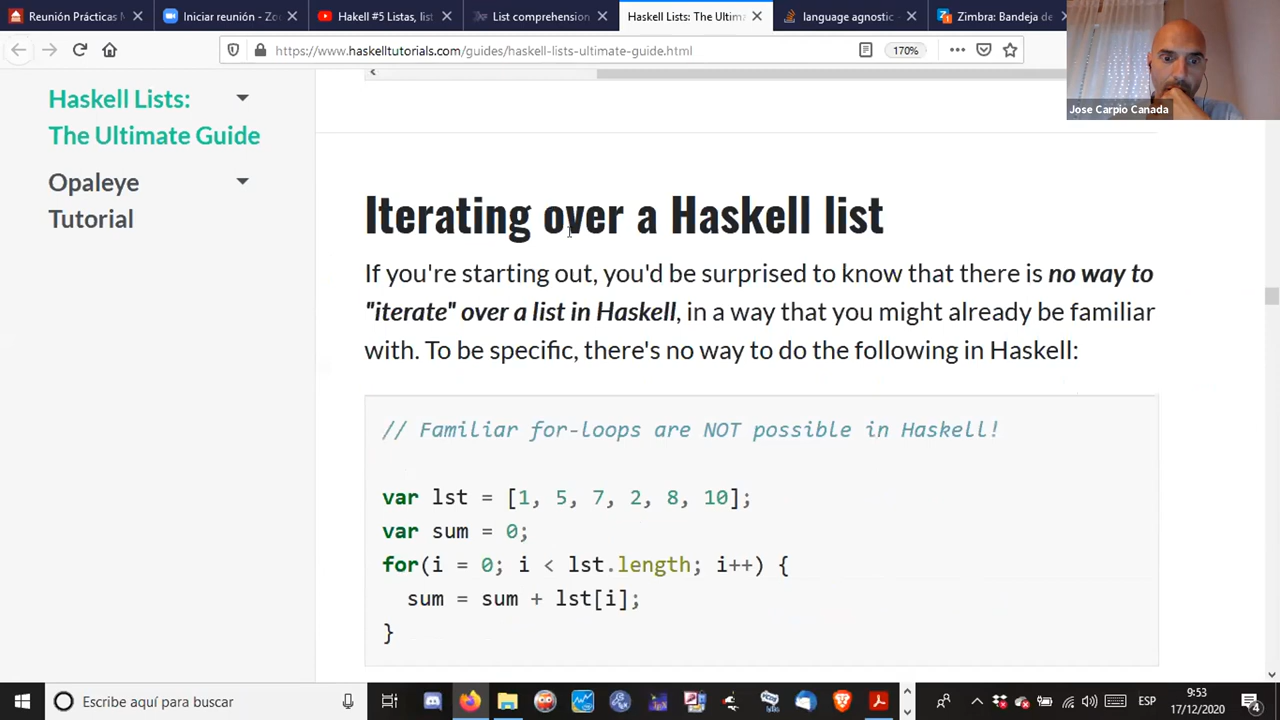 Reunión Prácticas M
Iniciar reunión - Zoo
Hakell #5 Listas, list
List comprehension
Haskell Lists: The Ultima
language agnostic -
Zimbra: Bandeja de
https://www.haskelltutorials.com/guides/haskell-lists-ultimate-guide.html
170%
Jose Carpio Canada
Haskell Lists:
The Ultimate Guide
Opaleye
Tutorial
Iterating over a Haskell list
If you're starting out, you'd be surprised to know that there is no way to
"iterate" over a list in Haskell, in a way that you might already be familiar
with. To be specific, there's no way to do the following in Haskell:
// Familiar for-loops are NOT possible in Haskell!
var lst = [1, 5, 7, 2, 8, 10];
var sum = 0;
for(i = 0; i < lst.length; i++) {
sum = sum + lst[i];
}
Escribe aquí para buscar
ESP
9:53
17/12/2020
4